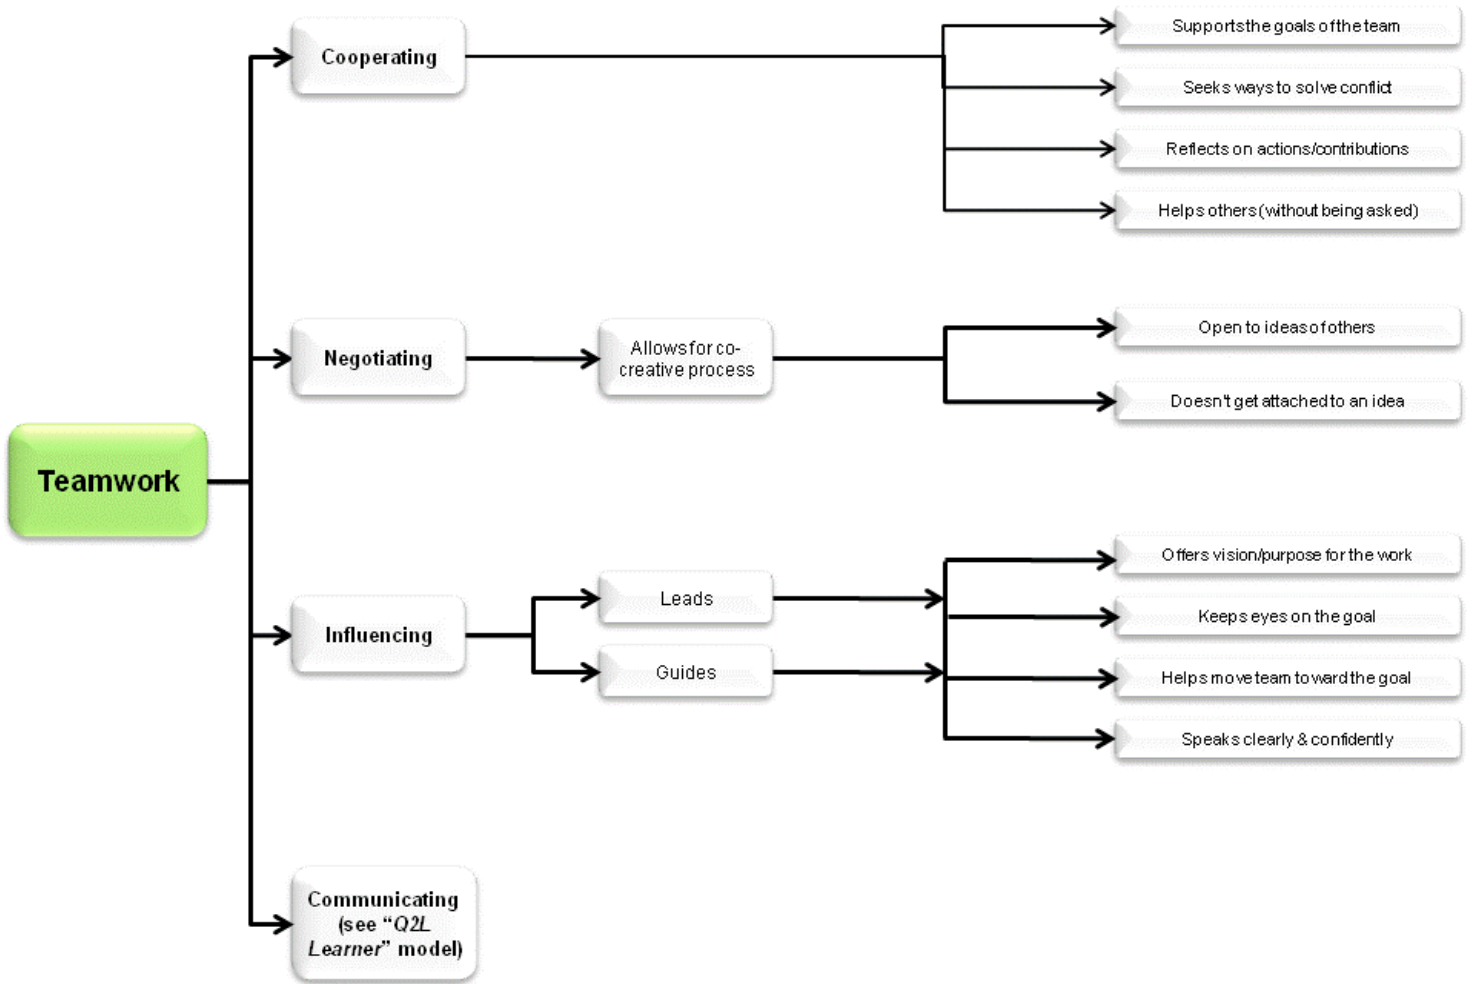 Cooperating
Supports the goals of the team
Seeks ways to solve conflict
Reflects on actions/contributions
Helps others (without being asked)
Negotiating
Allows for co-
creative process
Open to ideas of others
Doesn't get attached to an idea
Teamwork
Influencing
Leads
Guides
Offers vision/purpose for the work
Keeps eyes on the goal
Helps move team toward the goal
Speaks clearly & confidently
Communicating
(see “Q2L
Learner” model)